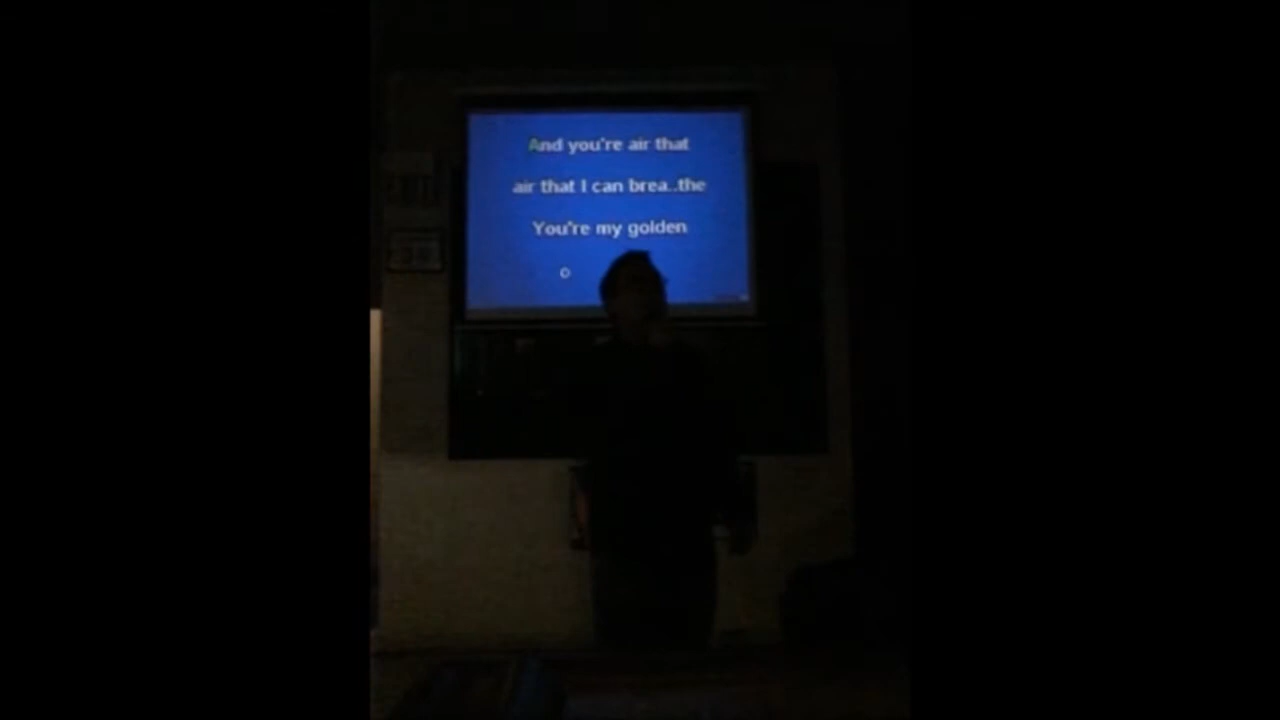 And you're air that
air that I can brea..the
You're my golden
o